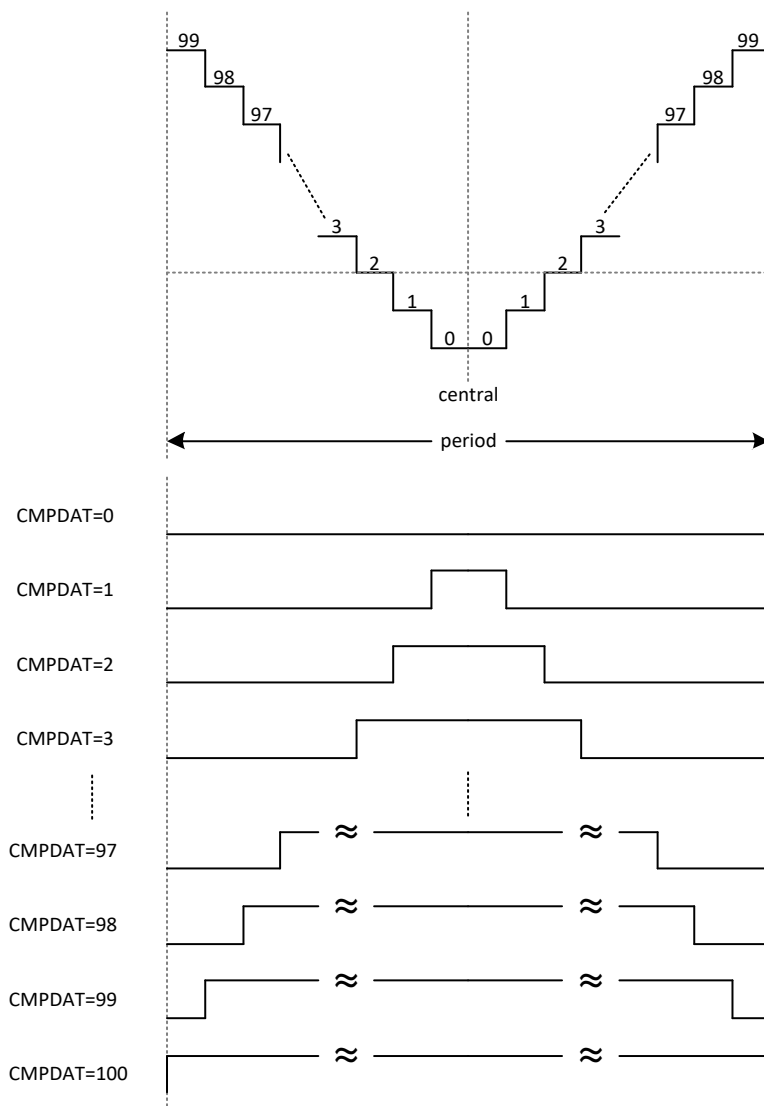 99 99
98 98
97 97
3 3
2 2
1 1
0 0
central
period
CMPDAT=0
CMPDAT=1
CMPDAT=2
CMPDAT=3
CMPDAT=97
≈ ≈
CMPDAT=98
≈ ≈
CMPDAT=99
≈ ≈
CMPDAT=100
≈ ≈